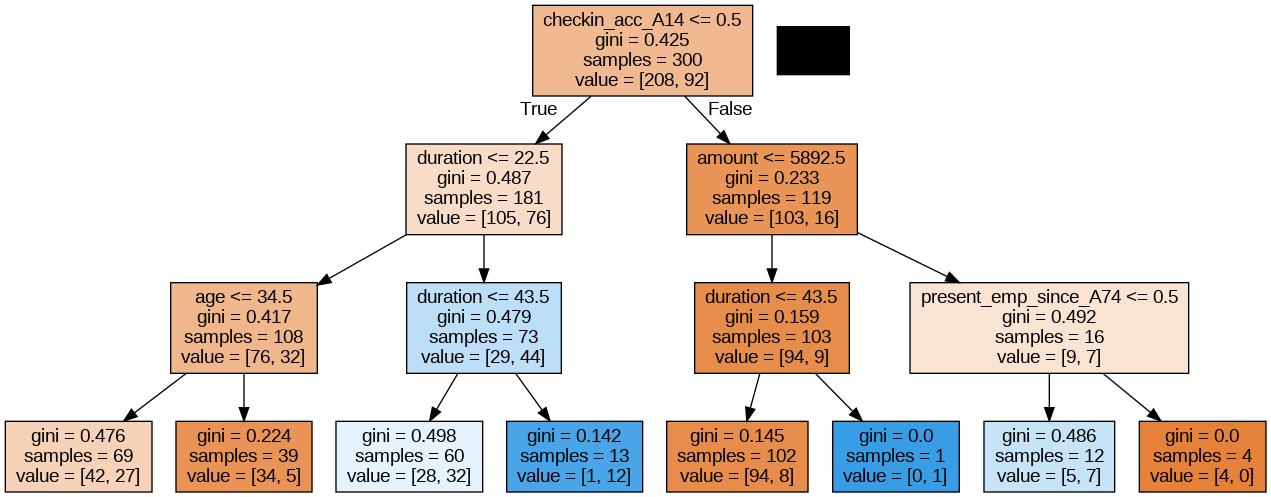 checkin_acc_A14 <= 0.5
gini = 0.425
samples = 300
value = [208, 92]
True
False
duration <= 22.5
gini = 0.487
samples = 181
value = [105, 76]
amount <= 5892.5
gini = 0.233
samples = 119
value = [103, 16]
age <= 34.5
gini = 0.417
samples = 108
value = [76, 32]
duration <= 43.5
gini = 0.479
samples = 73
value = [29, 44]
duration <= 43.5
gini = 0.159
samples = 103
value = [94, 9]
present_emp_since_A74 <= 0.5
gini = 0.492
samples = 16
value = [9, 7]
gini = 0.476
samples = 69
value = [42, 27]
gini = 0.224
samples = 39
value = [34, 5]
gini = 0.498
samples = 60
value = [28, 32]
gini = 0.142
samples = 13
value = [1, 12]
gini = 0.145
samples = 102
value = [94, 8]
gini = 0.0
samples = 1
value = [0, 1]
gini = 0.486
samples = 12
value = [5, 7]
gini = 0.0
samples = 4
value = [4, 0]